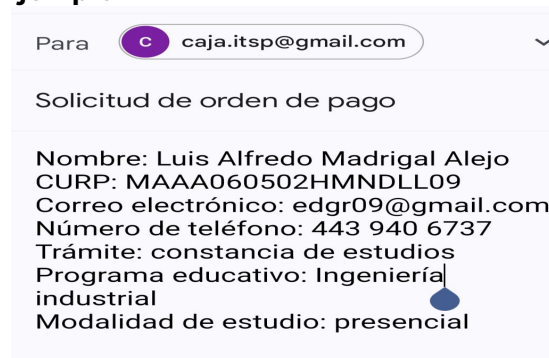 Para C caja.itsp@gmail.com
Solicitud de orden de pago
Nombre: Luis Alfredo Madrigal Alejo
CURP: MAAA060502HMNDLL09
Correo electrónico: edgr09@gmail.com
Número de teléfono: 443 940 6737
Trámite: constancia de estudios
Programa educativo: Ingeniería
industrial
Modalidad de estudio: presencial